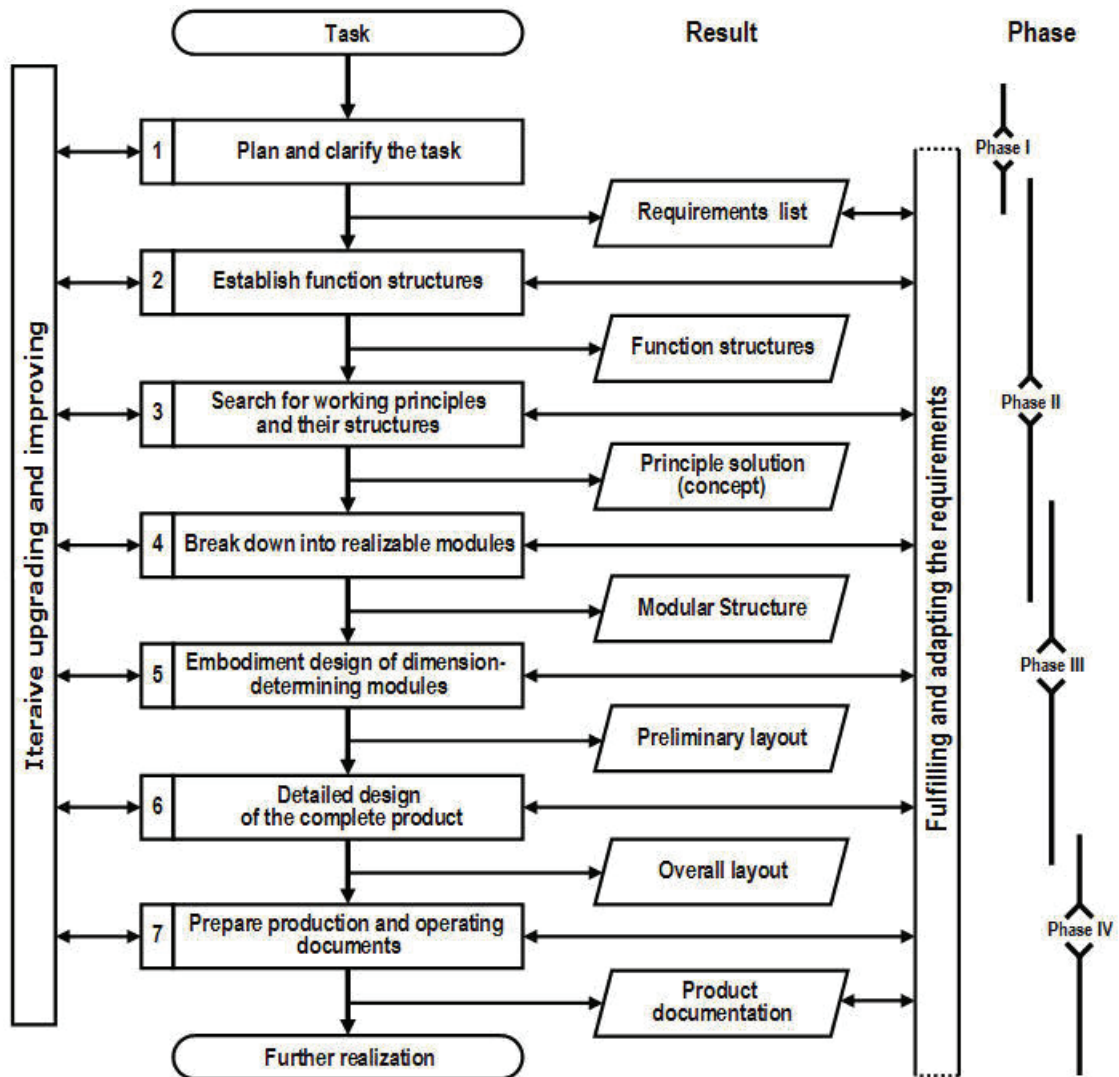 Task
Result
Phase
1
Plan and clarify the task
Phase I
Requirements list
2
Establish function structures
Function structures
3
Search for working principles
and their structures
Phase II
Principle solution
(concept)
4
Break down into realizable modules
Modular Structure
5
Embodiment design of dimension-
determining modules
Phase III
Preliminary layout
6
Detailed design
of the complete product
Overall layout
7
Prepare production and operating
documents
Phase IV
Product
documentation
Further realization
Iteraive upgrading and improving
Fulfilling and adapting the requirements